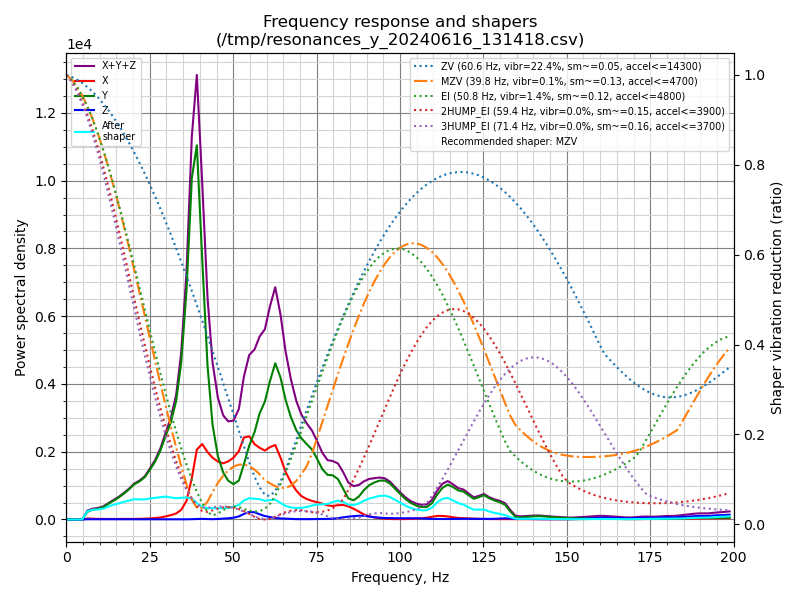 Frequency response and shapers
(/tmp/resonances_y_20240616_131418.csv)
1e4
X+Y+Z
X
Y
Z
After
shaper
ZV (60.6 Hz, vibr=22.4%, sm~=0.05, accel<=14300)
MZV (39.8 Hz, vibr=0.1%, sm~=0.13, accel<=4700)
EI (50.8 Hz, vibr=1.4%, sm~=0.12, accel<=4800)
2HUMP_EI (59.4 Hz, vibr=0.0%, sm~=0.15, accel<=3900)
3HUMP_EI (71.4 Hz, vibr=0.0%, sm~=0.16, accel<=3700)
Recommended shaper: MZV
1.2
1.0
0.8
0.6
0.4
0.2
0.0
Power spectral density
1.0
0.8
0.6
0.4
0.2
0.0
Shaper vibration reduction (ratio)
0 25 50 75 100 125 150 175 200
Frequency, Hz